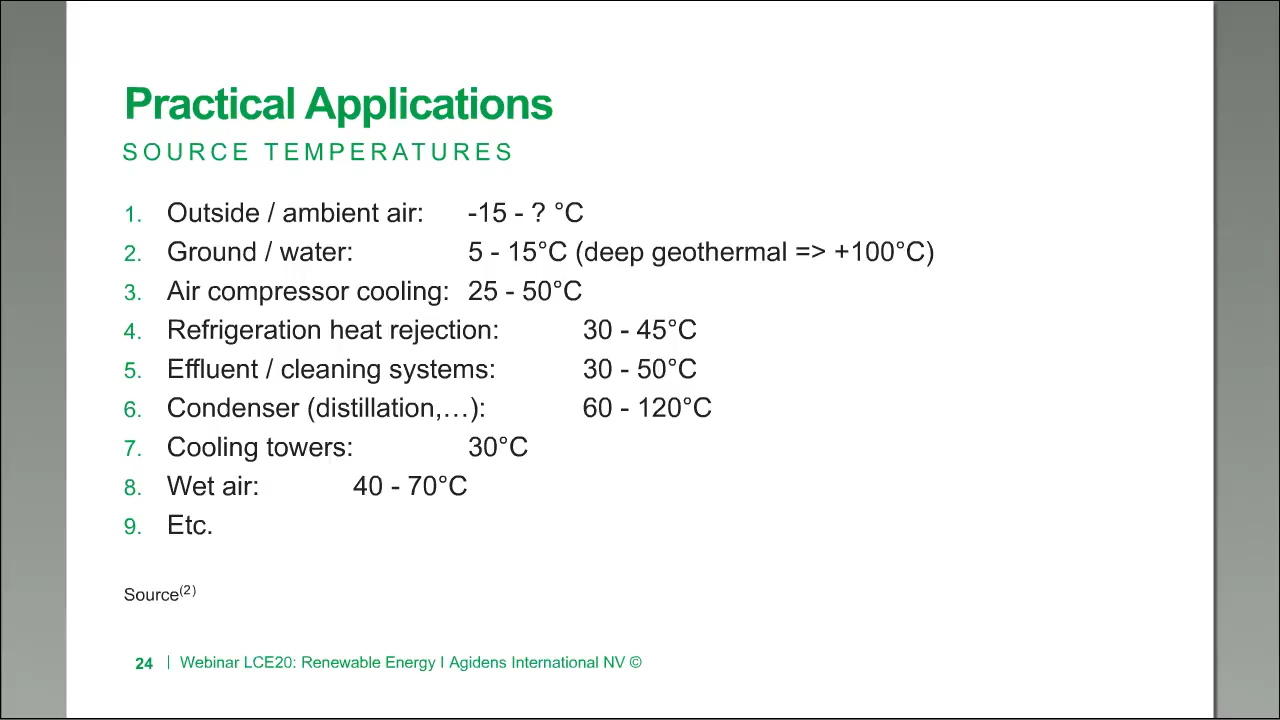 Practical Applications
SOURCE TEMPERATURES
1. Outside / ambient air: -15 - ? °C
2. Ground / water: 5 - 15°C (deep geothermal => +100°C)
3. Air compressor cooling: 25 - 50°C
4. Refrigeration heat rejection: 30 - 45°C
5. Effluent / cleaning systems: 30 - 50°C
6. Condenser (distillation,…): 60 - 120°C
7. Cooling towers: 30°C
8. Wet air: 40 - 70°C
9. Etc.
Source(2)
24 | Webinar LCE20: Renewable Energy I Agidens International NV ©